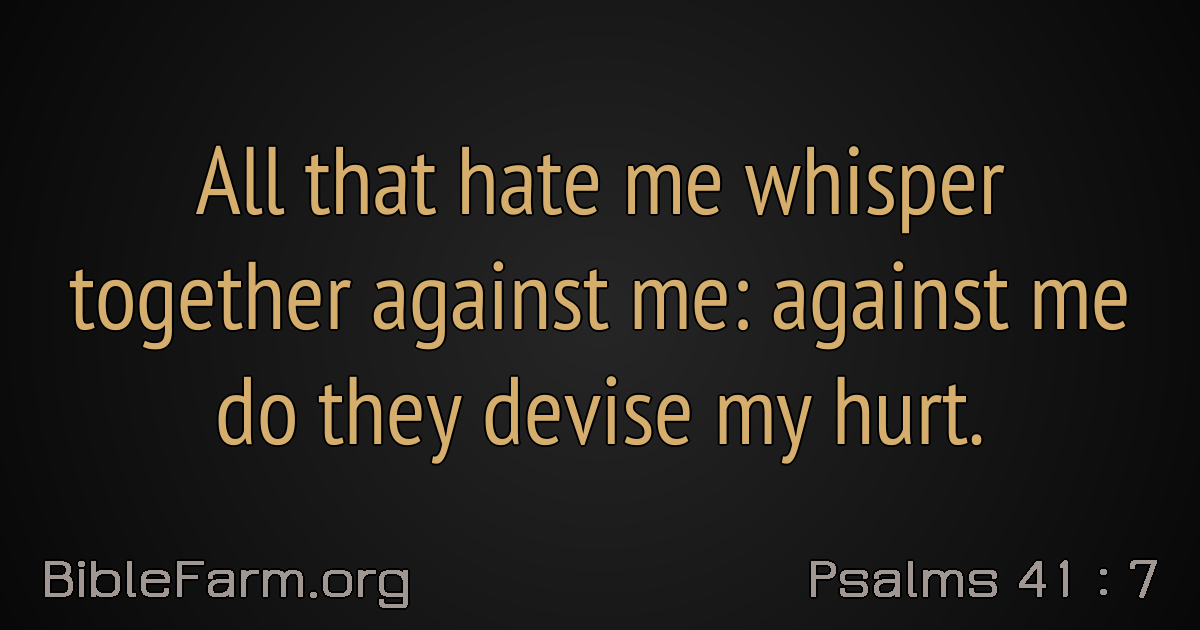 All that hate me whisper
together against me: against me
do they devise my hurt.
BibleFarm.org
Psalms 41 : 7